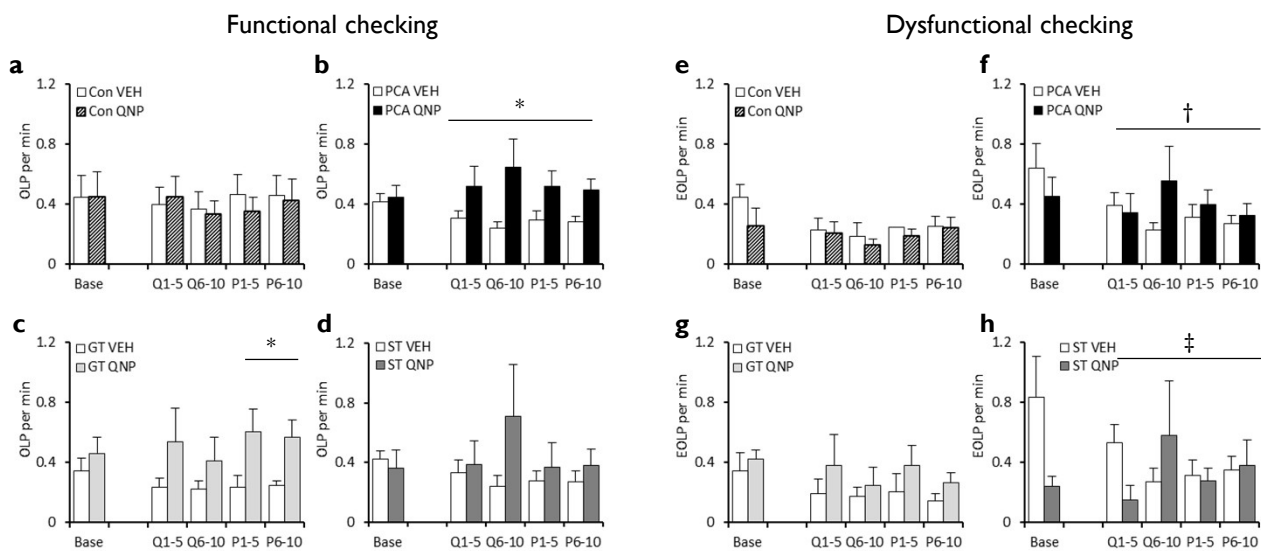 Functional checking
Dysfunctional checking
a
1.2
0.8
0.4
0
OLP per min
Con VEH
Con QNP
Base
Q1-5 Q6-10 P1-5 P6-10
b
1.2
0.8
0.4
0
OLP per min
PCA VEH
PCA QNP
*
Base
Q1-5 Q6-10 P1-5 P6-10
e
1.2
0.8
0.4
0
EOLP per min
Con VEH
Con QNP
Base
Q1-5 Q6-10 P1-5 P6-10
f
1.2
0.8
0.4
0
EOLP per min
PCA VEH
PCA QNP
†
Base
Q1-5 Q6-10 P1-5 P6-10
c
1.2
0.8
0.4
0
OLP per min
GT VEH
GT QNP
*
Base
Q1-5 Q6-10 P1-5 P6-10
d
1.2
0.8
0.4
0
OLP per min
ST VEH
ST QNP
Base
Q1-5 Q6-10 P1-5 P6-10
g
1.2
0.8
0.4
0
EOLP per min
GT VEH
GT QNP
Base
Q1-5 Q6-10 P1-5 P6-10
h
1.2
0.8
0.4
0
EOLP per min
ST VEH
ST QNP
‡
Base
Q1-5 Q6-10 P1-5 P6-10